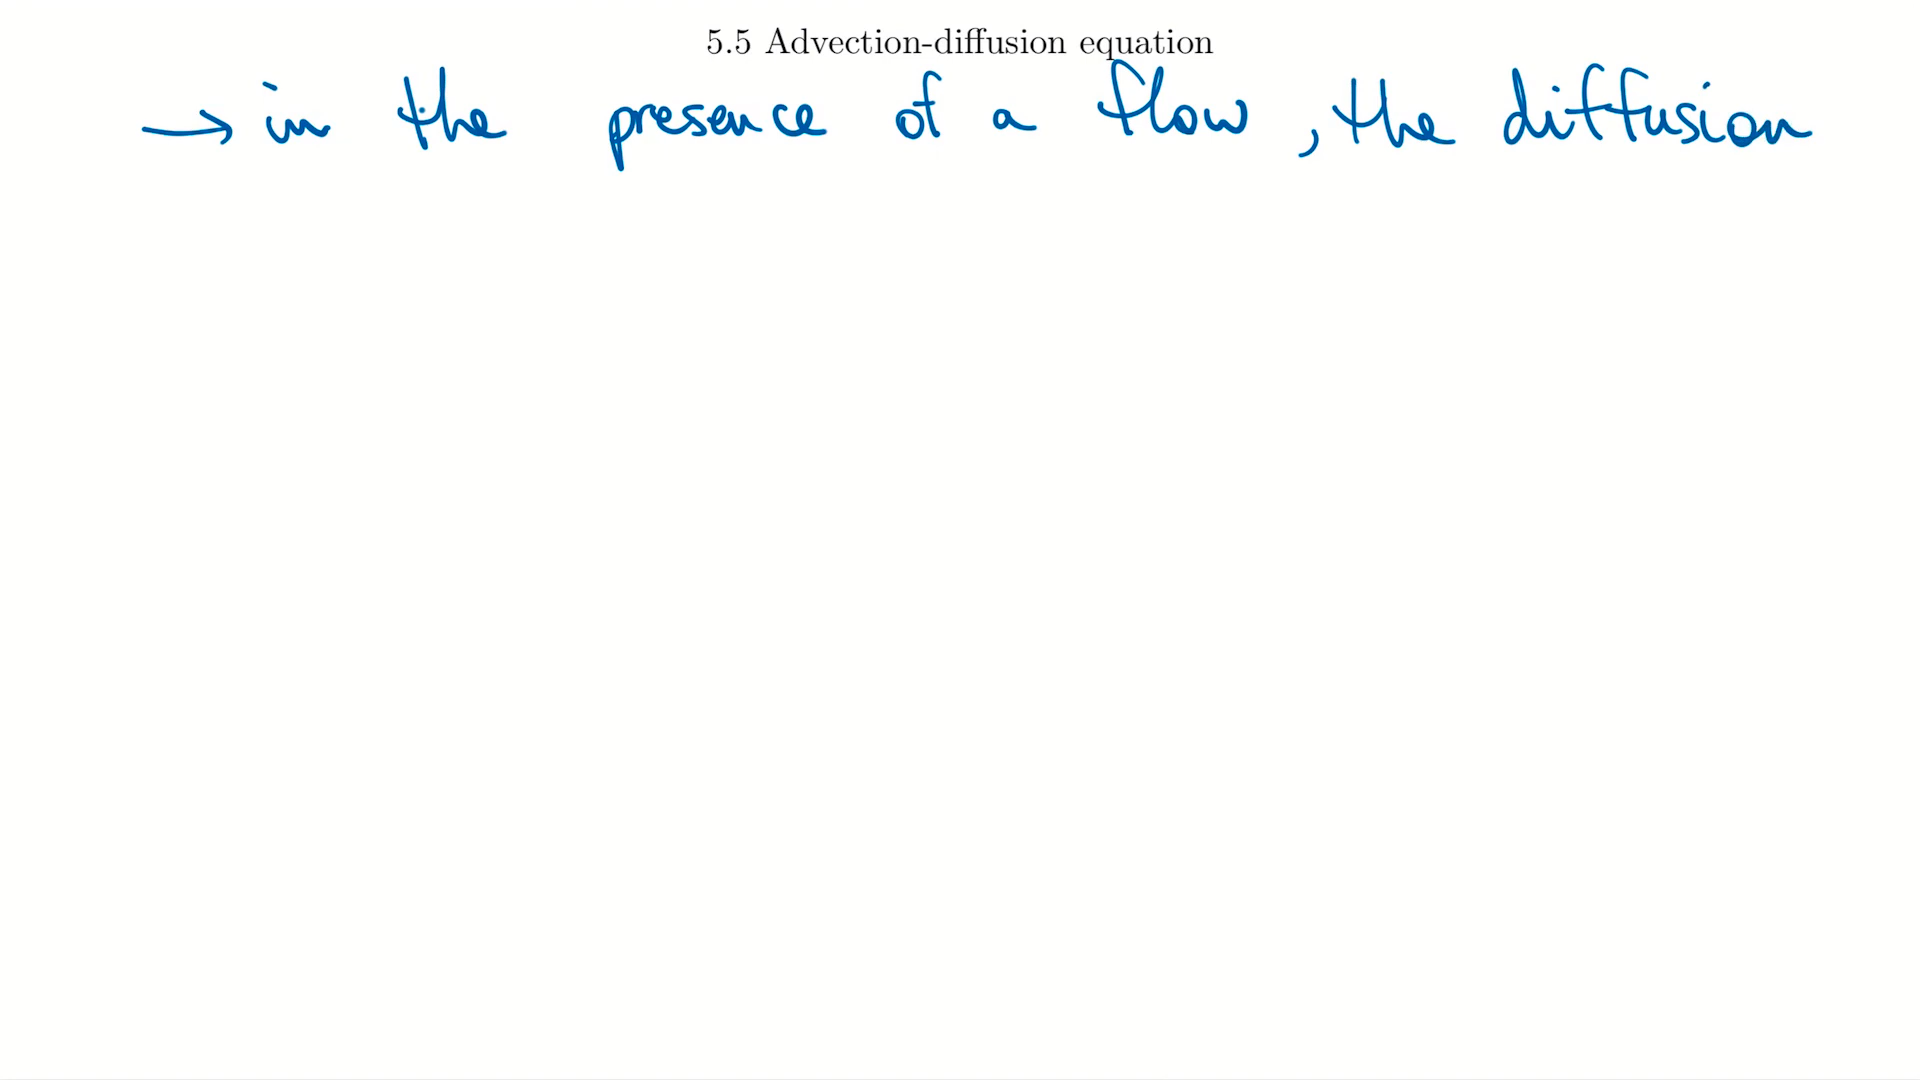 5.5 Advection-diffusion equation
→ in the presence of a flow, the diffusion